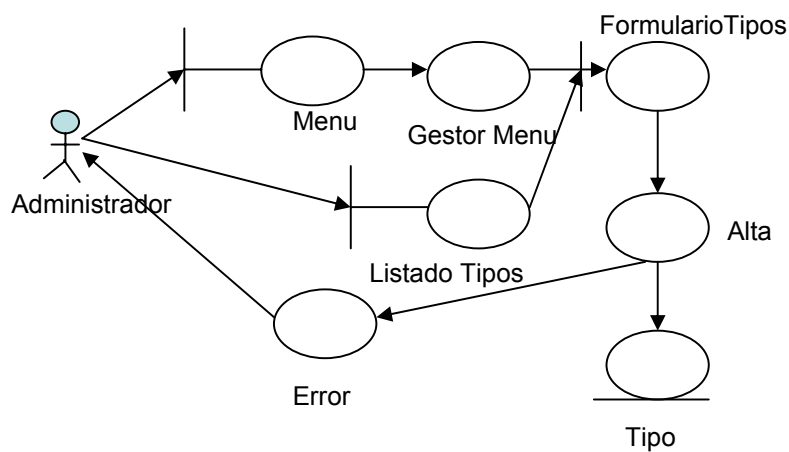 FormularioTipos
Menu
Gestor Menu
Administrador
Alta
Listado Tipos
Error
Tipo